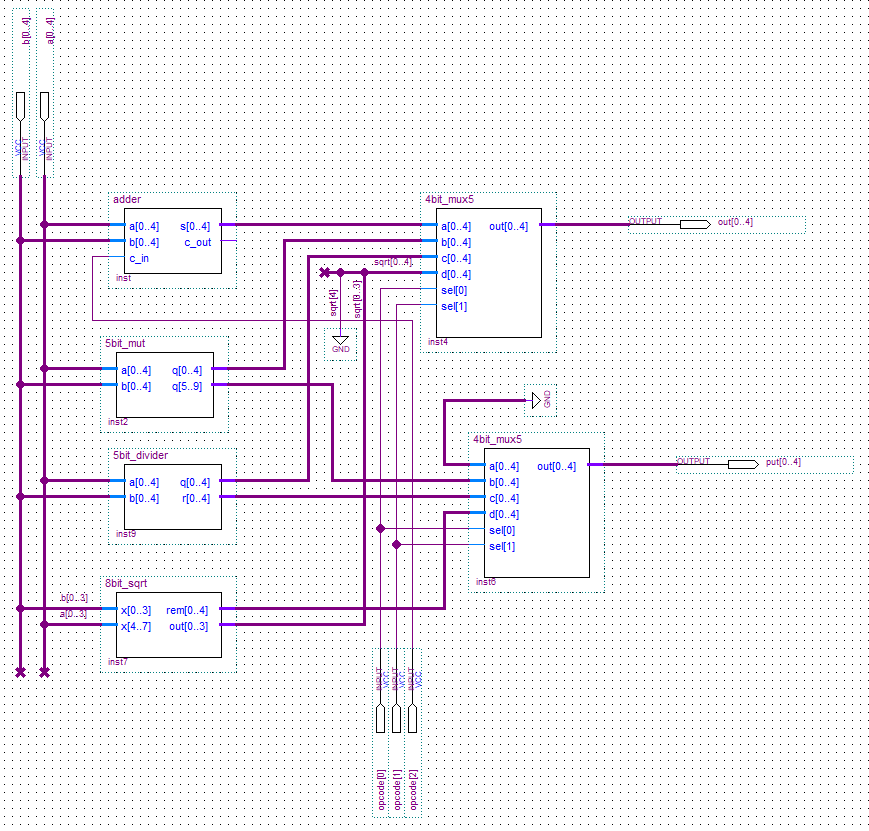 b[0..4]
a[0..4]
VCC
INPUT
VCC
INPUT
adder
a[0..4]
s[0..4]
b[0..4]
c_out
c_in
inst
4bit_mux5
a[0..4]
out[0..4]
b[0..4]
c[0..4]
d[0..4]
sel[0]
sel[1]
inst4
OUTPUT
out[0..4]
sqrt[0..4]
sqrt[4]
sqrt[0..3]
GND
5bit_mut
a[0..4]
q[0..4]
b[0..4]
q[5..9]
inst2
GND
4bit_mux5
a[0..4]
out[0..4]
b[0..4]
c[0..4]
d[0..4]
sel[0]
sel[1]
inst6
OUTPUT
put[0..4]
5bit_divider
a[0..4]
q[0..4]
b[0..4]
r[0..4]
inst9
8bit_sqrt
b[0..3]
a[0..3]
x[0..3]
rem[0..4]
x[4..7]
out[0..3]
inst7
INPUT
VCC
INPUT
VCC
INPUT
VCC
opcode[0]
opcode[1]
opcode[2]